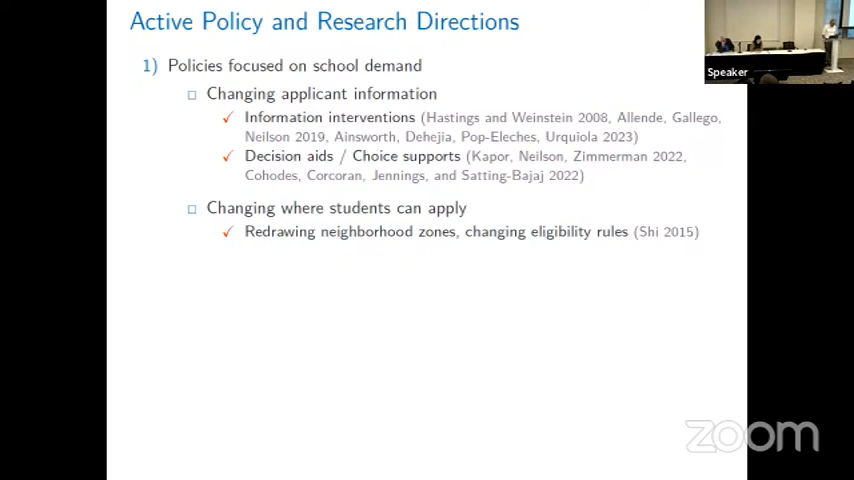 Active Policy and Research Directions
1) Policies focused on school demand
Changing applicant information
✓ Information interventions (Hastings and Weinstein 2008, Allende, Gallego,
Neilson 2019, Ainsworth, Dehejia, Pop-Eleches, Urquiola 2023)
✓ Decision aids / Choice supports (Kapor, Neilson, Zimmerman 2022,
Cohodes, Corcoran, Jennings, and Satting-Bajaj 2022)
Changing where students can apply
✓ Redrawing neighborhood zones, changing eligibility rules (Shi 2015)
Speaker
zoom